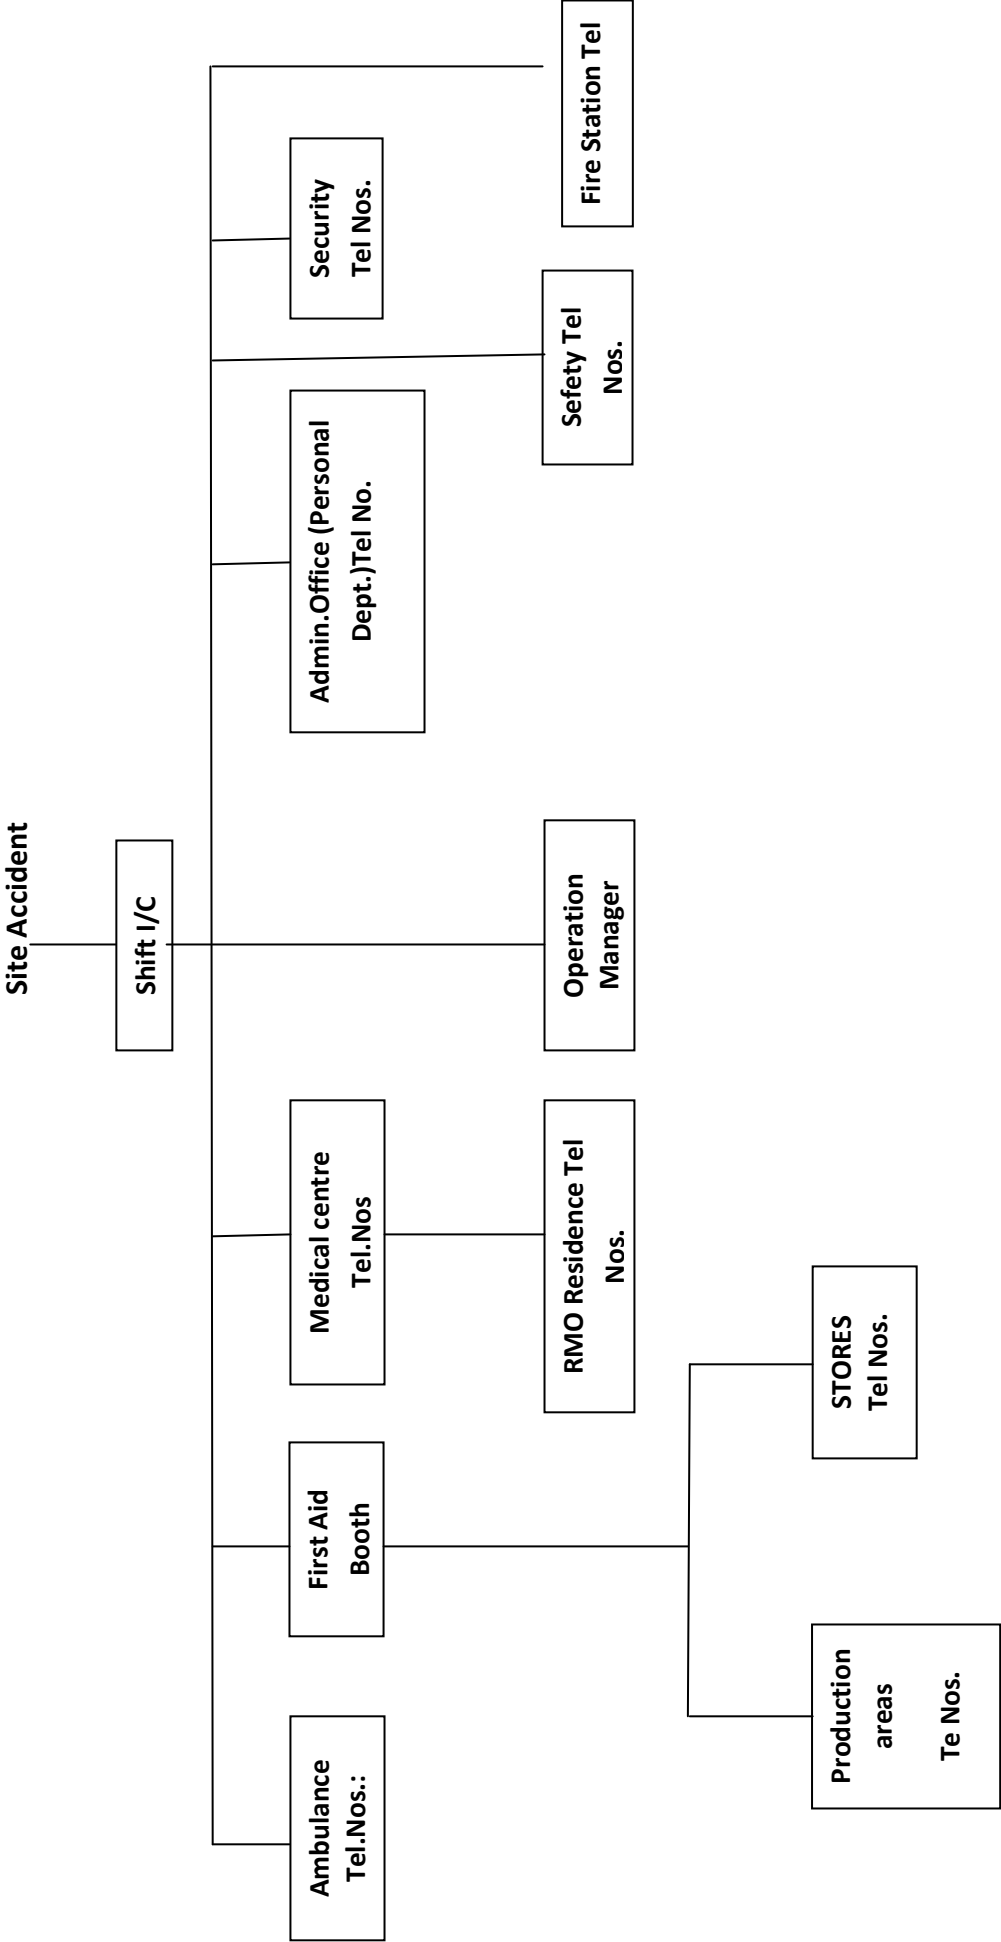 Site Accident
Shift I/C
Ambulance
Tel.Nos.:
First Aid
Booth
Medical centre
Tel.Nos
Admin.Office (Personal
Dept.)Tel No.
Security
Tel Nos.
RMO Residence Tel
Nos.
Operation
Manager
Sefety Tel
Nos.
Fire Station Tel
Production
areas
Te Nos.
STORES
Tel Nos.